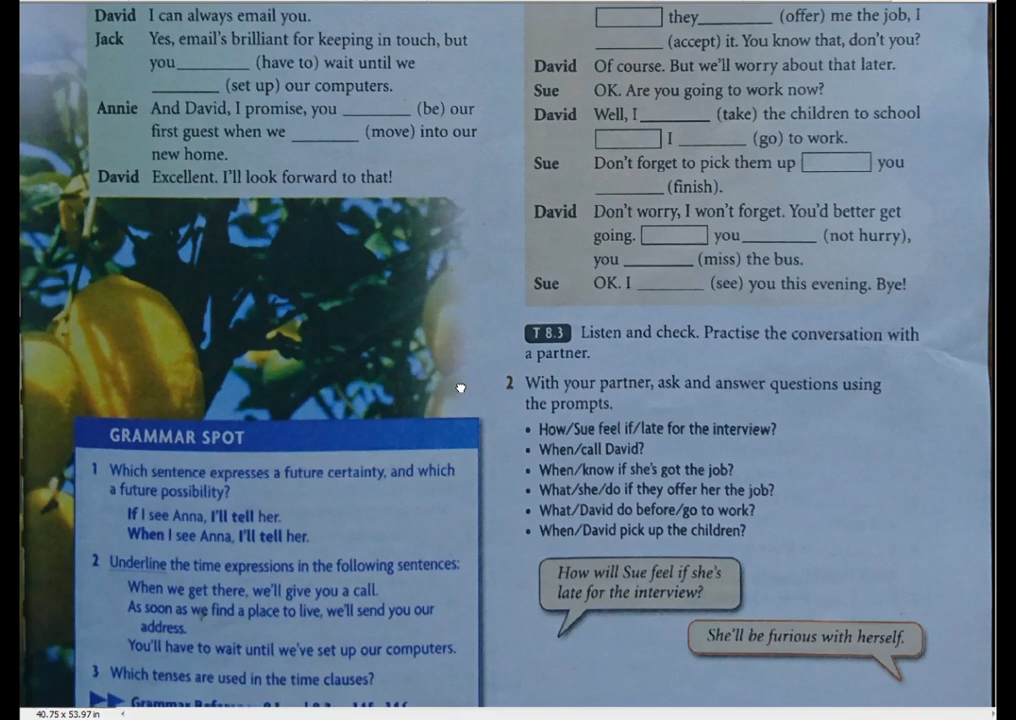 David I can always email you.
Jack Yes, email's brilliant for keeping in touch, but
you________ (have to) wait until we
________ (set up) our computers.
Annie And David, I promise, you ________ (be) our
first guest when we ________ (move) into our
new home.
David Excellent. I'll look forward to that!
GRAMMAR SPOT
1 Which sentence expresses a future certainty, and which
a future possibility?
If I see Anna, I'll tell her.
When I see Anna, I'll tell her.
2 Underline the time expressions in the following sentences:
When we get there, we'll give you a call.
As soon as we find a place to live, we'll send you our
address.
You'll have to wait until we've set up our computers.
3 Which tenses are used in the time clauses?
they________ (offer) me the job, I
________ (accept) it. You know that, don't you?
David Of course. But we'll worry about that later.
Sue OK. Are you going to work now?
David Well, I________ (take) the children to school
I ________ (go) to work.
Sue Don't forget to pick them up you
________ (finish).
David Don't worry, I won't forget. You'd better get
going. you________ (not hurry),
you ________ (miss) the bus.
Sue OK. I ________ (see) you this evening. Bye!
T 8.3 Listen and check. Practise the conversation with
a partner.
2 With your partner, ask and answer questions using
the prompts.
• How/Sue feel if/late for the interview?
• When/call David?
• When/know if she's got the job?
• What/she/do if they offer her the job?
• What/David do before/go to work?
• When/David pick up the children?
How will Sue feel if she's
late for the interview?
She'll be furious with herself.
40.75 x 53.97 in